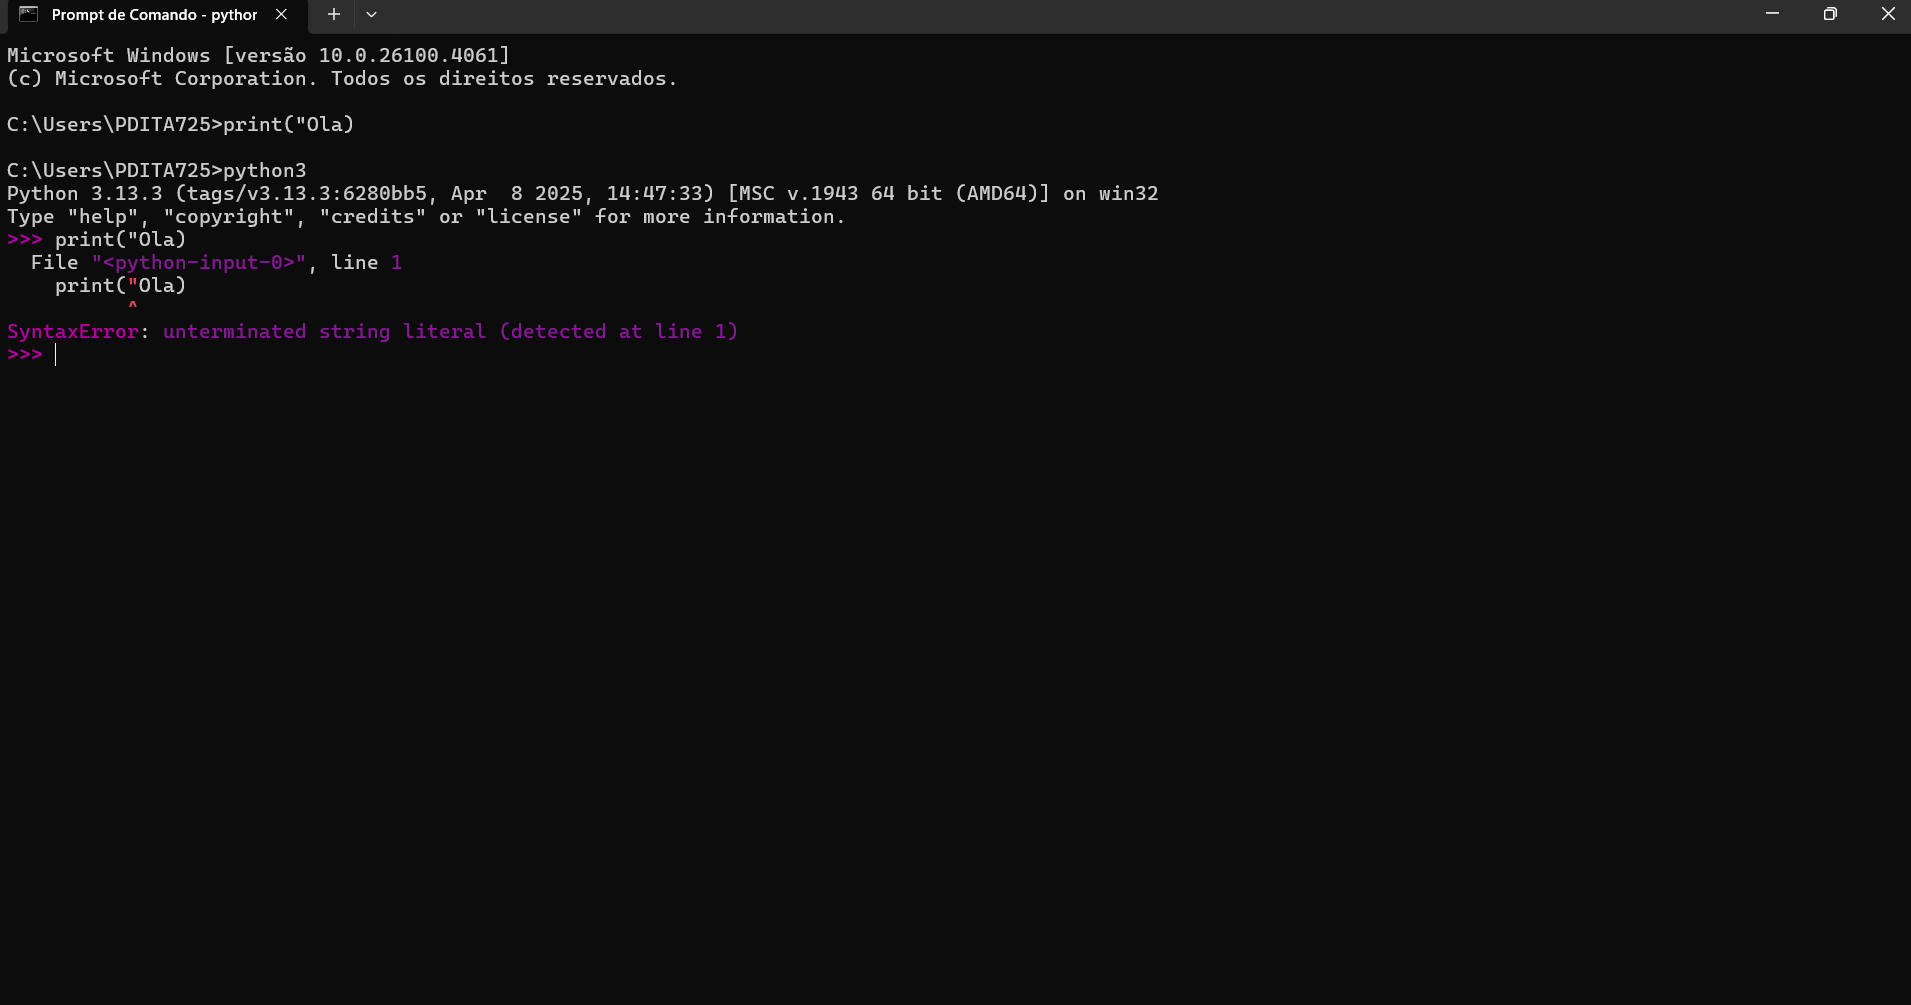 Prompt de Comando - python
Microsoft Windows [versão 10.0.26100.4061]
(c) Microsoft Corporation. Todos os direitos reservados.
C:\Users\PDITA725>print("Ola)
C:\Users\PDITA725>python3
Python 3.13.3 (tags/v3.13.3:6280bb5, Apr  8 2025, 14:47:33) [MSC v.1943 64 bit (AMD64)] on win32
Type "help", "copyright", "credits" or "license" for more information.
>>> print("Ola)
  File "<python-input-0>", line 1
    print("Ola)
          ^
SyntaxError: unterminated string literal (detected at line 1)
>>>